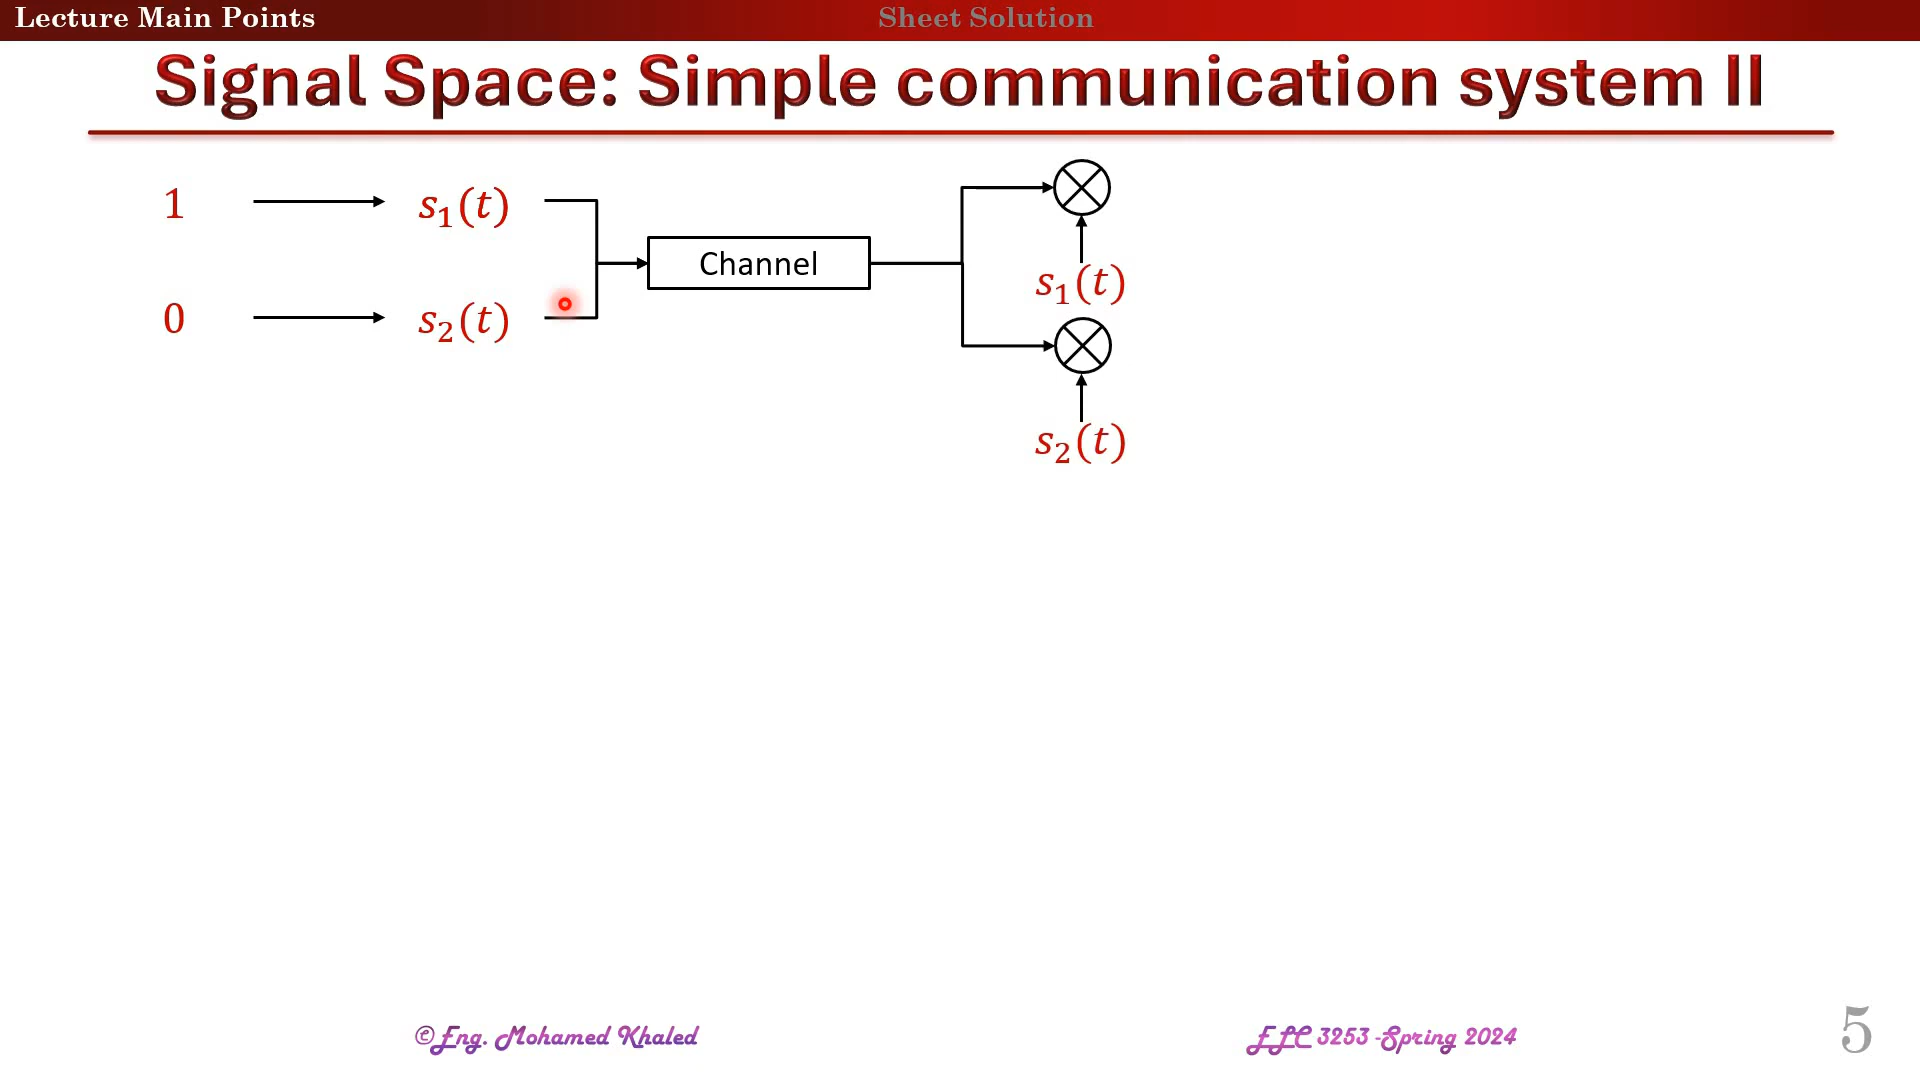 Lecture Main Points
Sheet Solution
Signal Space: Simple communication system II
1
s₁(t)
0
s₂(t)
Channel
s₁(t)
s₂(t)
©Eng. Mohamed Khaled
ELC 3253 -Spring 2024
5